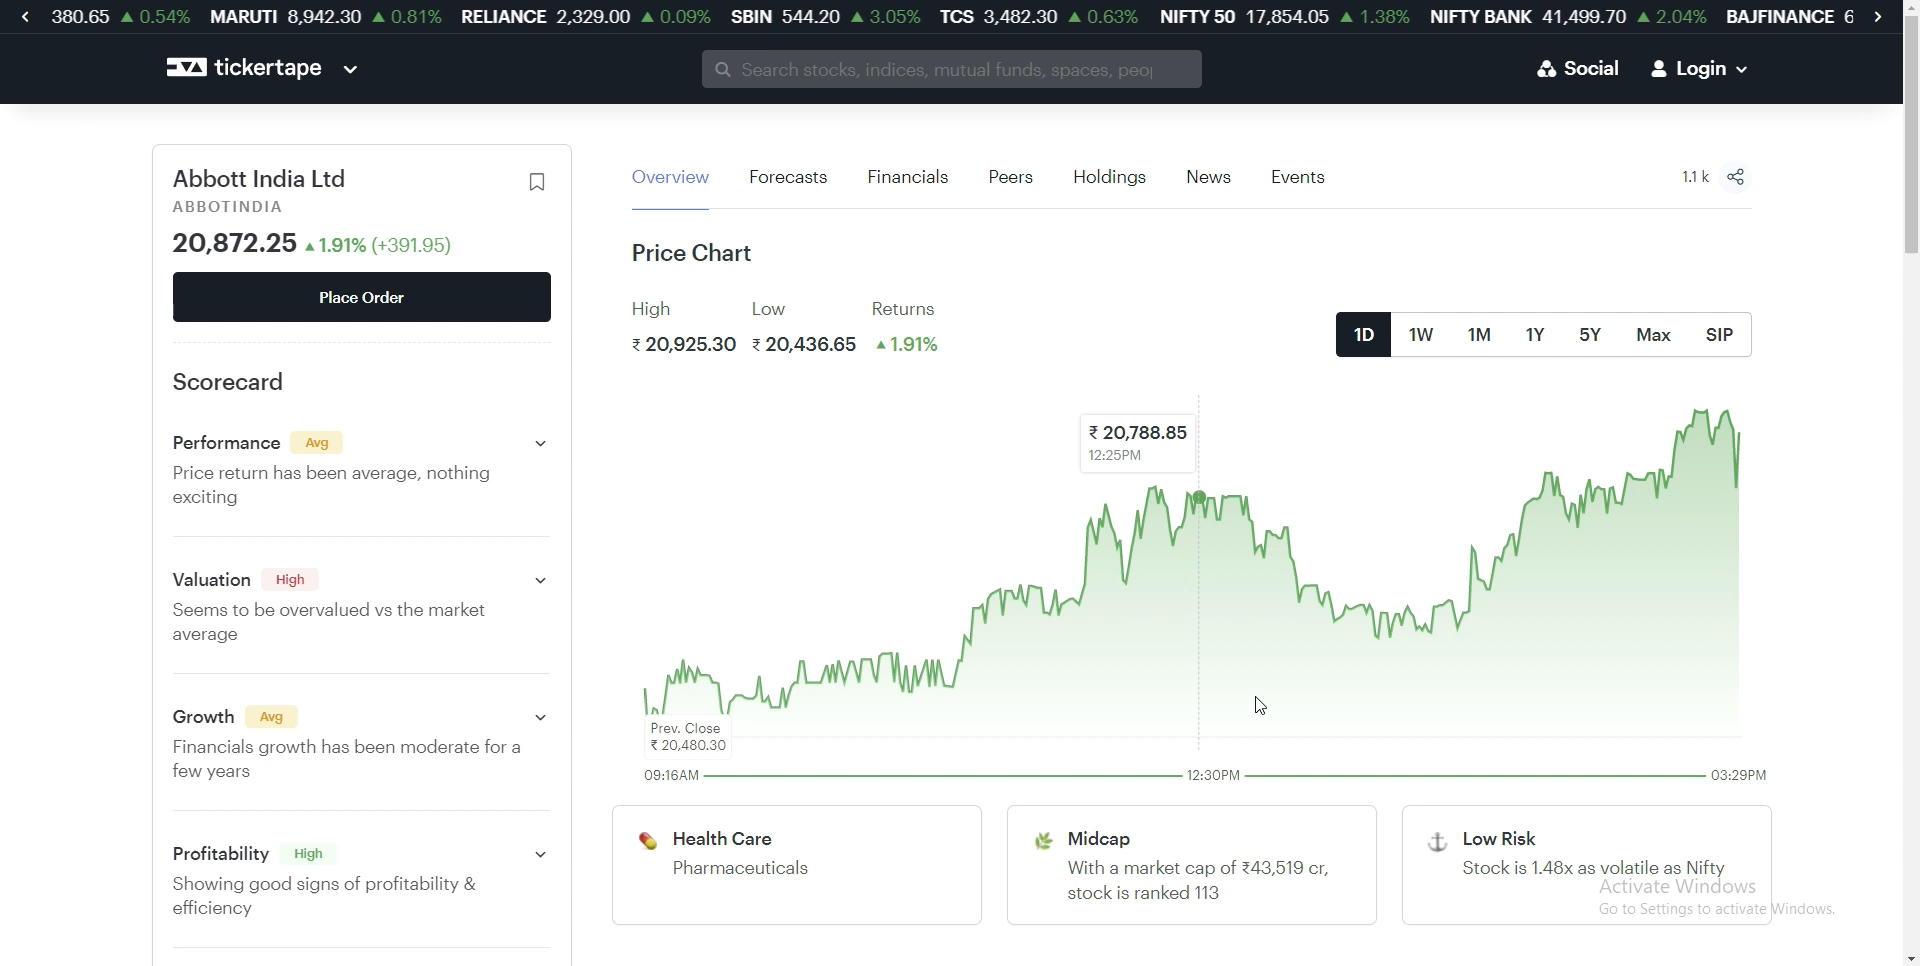 380.65 ▲ 0.54% MARUTI 8,942.30 ▲ 0.81% RELIANCE 2,329.00 ▲ 0.09% SBIN 544.20 ▲ 3.05% TCS 3,482.30 ▲ 0.63% NIFTY 50 17,854.05 ▲ 1.38% NIFTY BANK 41,499.70 ▲ 2.04% BAJFINANCE 6
tickertape
Search stocks, indices, mutual funds, spaces, peop
Social
Login
Abbott India Ltd
ABBOTINDIA
20,872.25 ▲ 1.91% (+391.95)
Place Order
Scorecard
Performance Avg
Price return has been average, nothing
exciting
Valuation High
Seems to be overvalued vs the market
average
Growth Avg
Financials growth has been moderate for a
few years
Profitability High
Showing good signs of profitability &
efficiency
Overview Forecasts Financials Peers Holdings News Events
1.1 k
Price Chart
High Low Returns
₹ 20,925.30 ₹ 20,436.65 ▲ 1.91%
1D 1W 1M 1Y 5Y Max SIP
₹ 20,788.85
12:25PM
Prev. Close
₹ 20,480.30
09:16AM 12:30PM 03:29PM
Health Care
Pharmaceuticals
Midcap
With a market cap of ₹43,519 cr,
stock is ranked 113
Low Risk
Stock is 1.48x as volatile as Nifty
Activate Windows
Go to Settings to activate Windows.